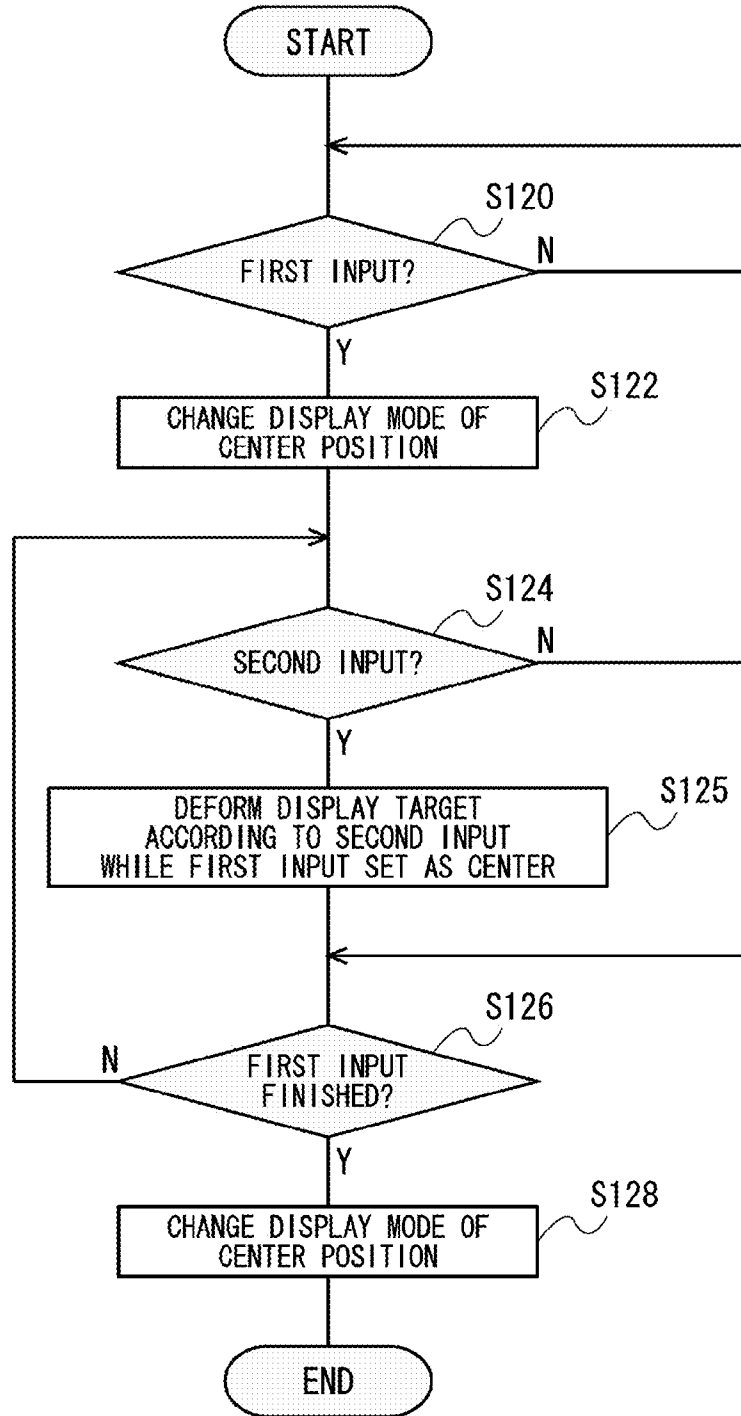 START
S120
FIRST INPUT?
N
Y
S122
CHANGE DISPLAY MODE OF
CENTER POSITION
S124
SECOND INPUT?
N
Y
S125
DEFORM DISPLAY TARGET
ACCORDING TO SECOND INPUT
WHILE FIRST INPUT SET AS CENTER
S126
N
FIRST INPUT
FINISHED?
Y
S128
CHANGE DISPLAY MODE OF
CENTER POSITION
END